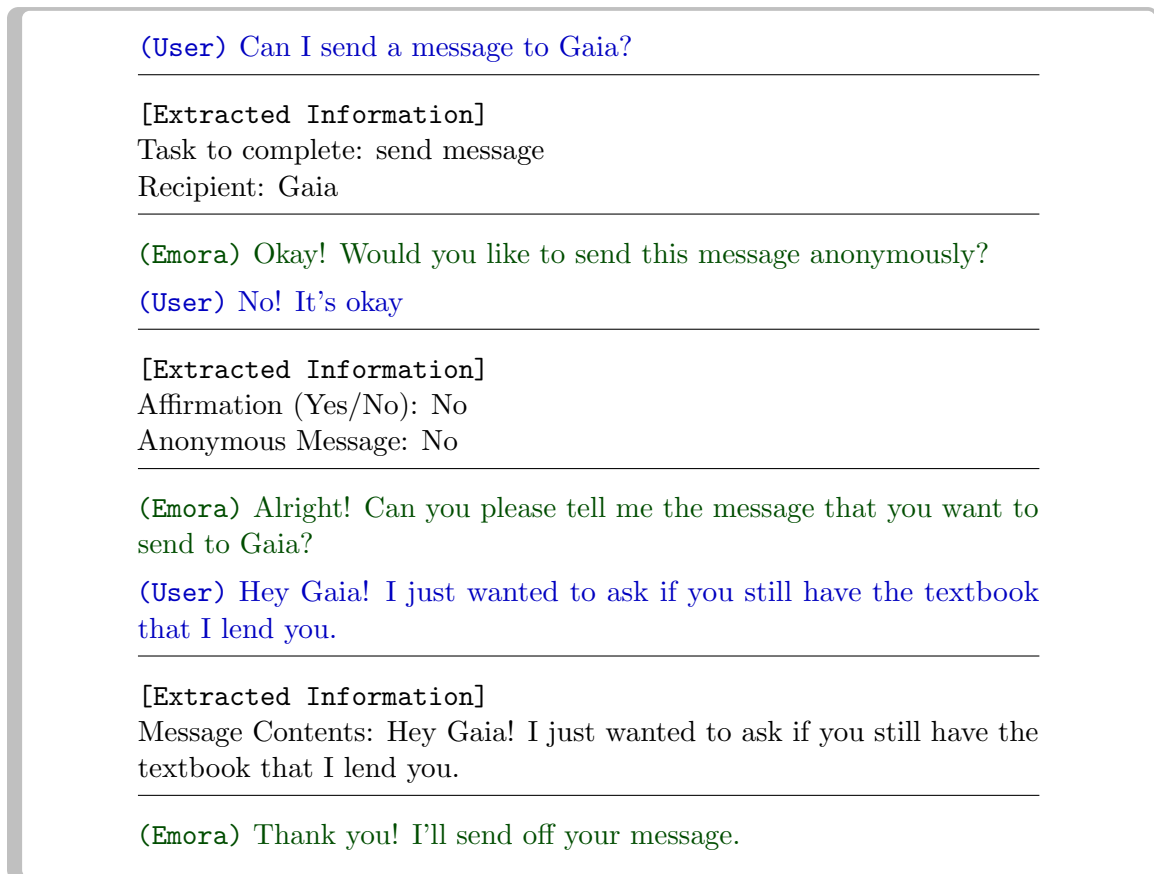 (User) Can I send a message to Gaia?
[Extracted Information]
Task to complete: send message
Recipient: Gaia
(Emora) Okay! Would you like to send this message anonymously?
(User) No! It's okay
[Extracted Information]
Affirmation (Yes/No): No
Anonymous Message: No
(Emora) Alright! Can you please tell me the message that you want to
send to Gaia?
(User) Hey Gaia! I just wanted to ask if you still have the textbook
that I lend you.
[Extracted Information]
Message Contents: Hey Gaia! I just wanted to ask if you still have the
textbook that I lend you.
(Emora) Thank you! I'll send off your message.